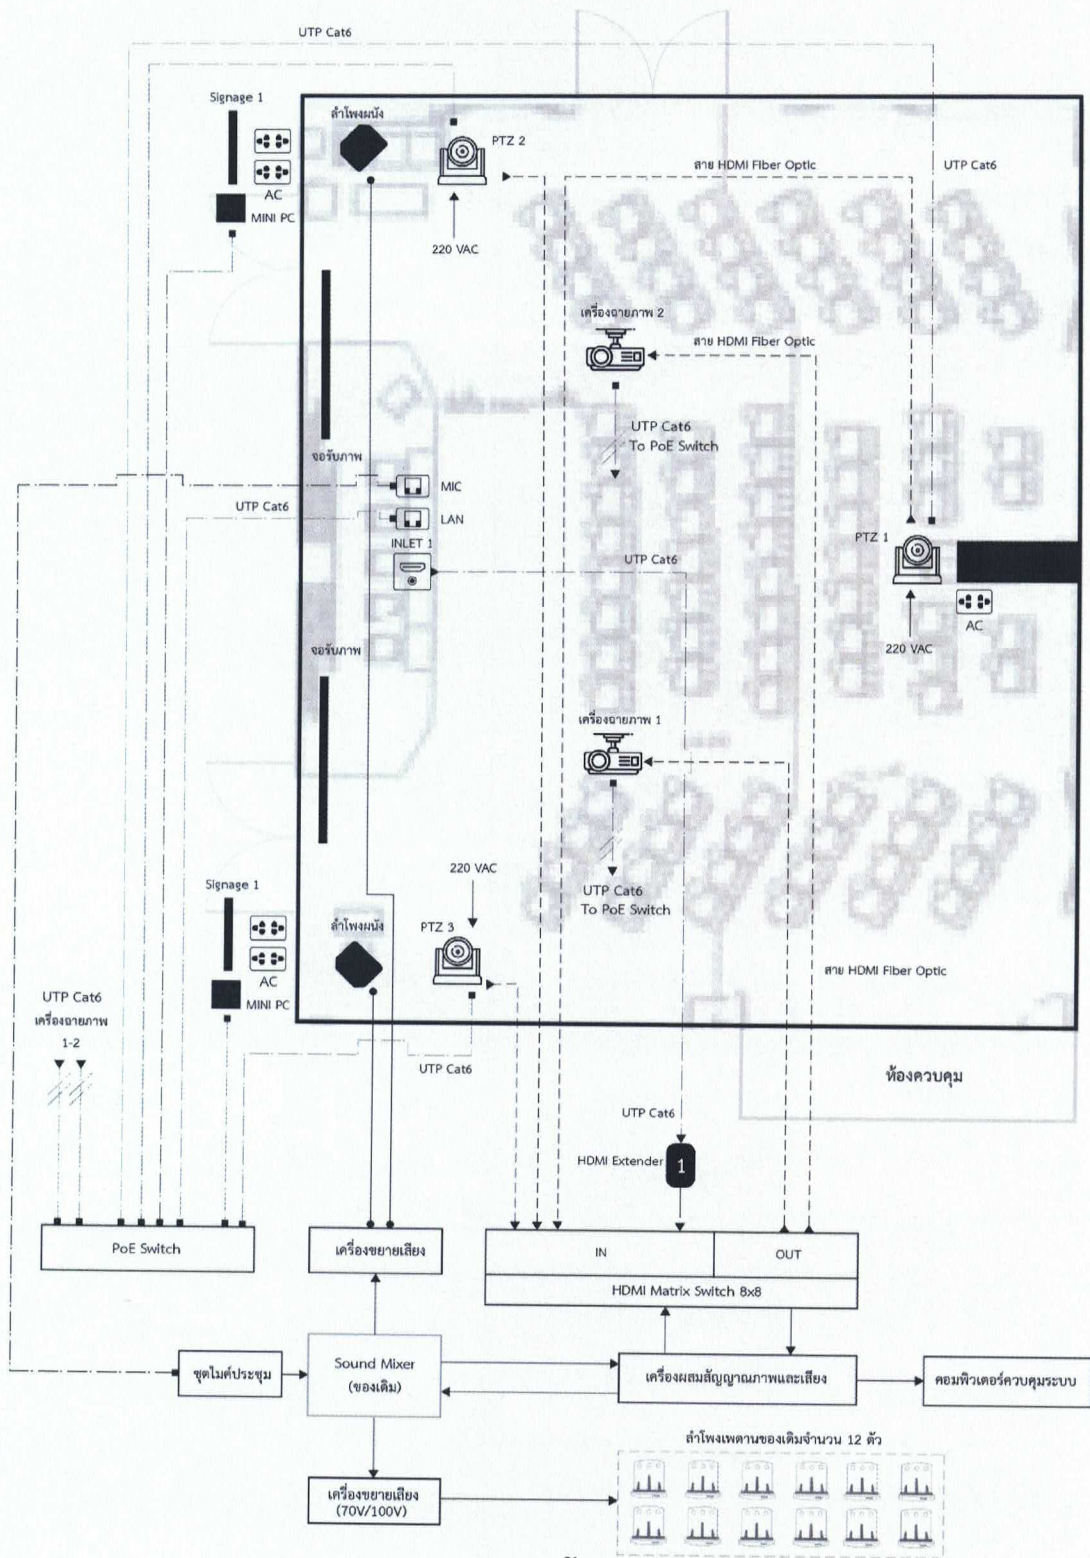 UTP Cat6
Signage 1
ลำโพงผนัง
PTZ 2
สาย HDMI Fiber Optic
UTP Cat6
AC
MINI PC
220 VAC
เครื่องฉายภาพ 2
สาย HDMI Fiber Optic
UTP Cat6
To PoE Switch
จอรับภาพ
MIC
UTP Cat6
LAN
INLET 1
UTP Cat6
PTZ 1
AC
220 VAC
จอรับภาพ
เครื่องฉายภาพ 1
220 VAC
Signage 1
UTP Cat6
To PoE Switch
ลำโพงผนัง
PTZ 3
สาย HDMI Fiber Optic
AC
MINI PC
UTP Cat6
เครื่องฉายภาพ
1-2
UTP Cat6
ห้องควบคุม
UTP Cat6
HDMI Extender
1
PoE Switch
เครื่องขยายเสียง
IN
OUT
HDMI Matrix Switch 8x8
ชุดไมค์ประชุม
Sound Mixer
(ของเดิม)
เครื่องผสมสัญญาณภาพและเสียง
คอมพิวเตอร์ควบคุมระบบ
ลำโพงเพดานของเดิมจำนวน 12 ตัว
เครื่องขยายเสียง
(70V/100V)